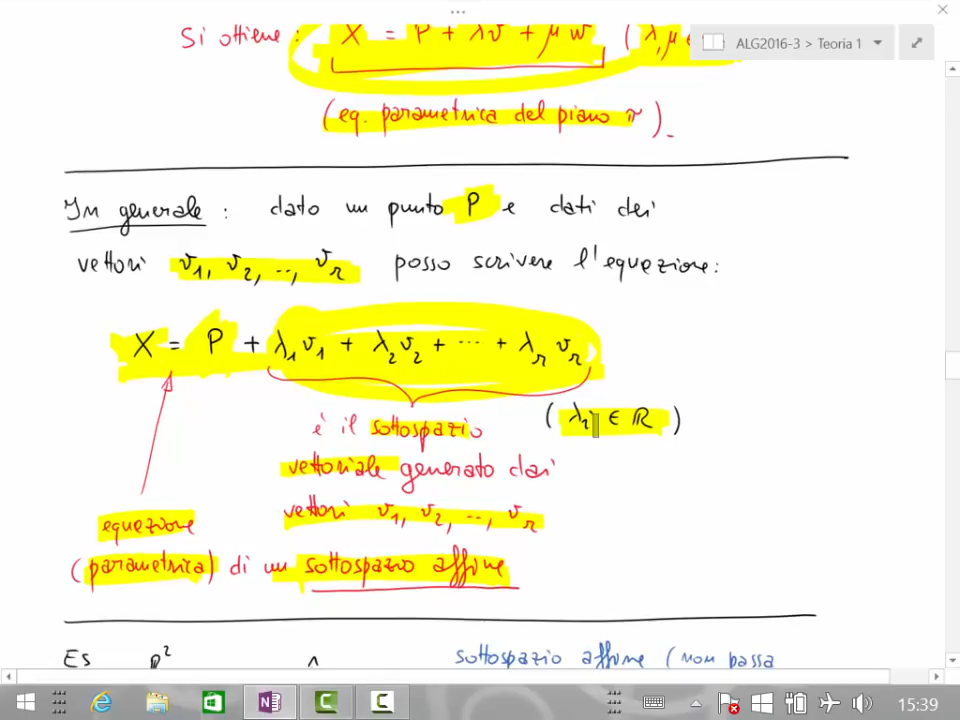 Si ottiene: X = P + λv + μw (λ, μ ∈
ALG2016-3 > Teoria 1
(eq. parametrica del piano π).
In generale: dato un punto P e dati dei
vettori v₁, v₂, .., vᵣ posso scrivere l'equazione:
X = P + λ₁v₁ + λ₂v₂ + ... + λᵣvᵣ
(λᵢ ∈ ℝ)
è il sottospazio
vettoriale generato dai
vettori v₁, v₂, .., vᵣ
equazione
(parametrica) di un sottospazio affine
Es ℝ²
sottospazio affine (non passa
15:39